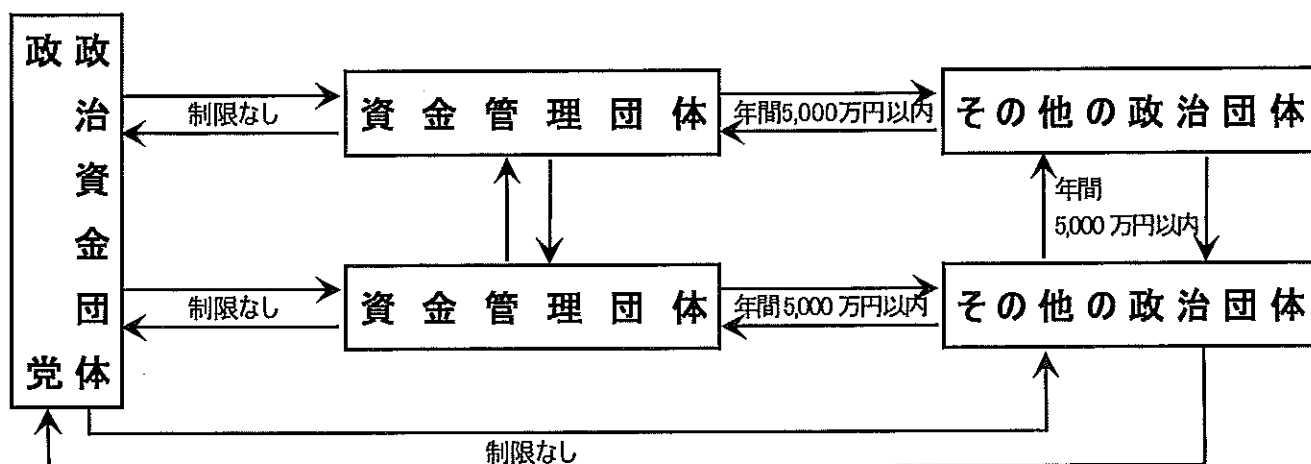 政党
政治資金団体
制限なし
資金管理団体
年間5,000万円以内
その他の政治団体
年間
5,000万円以内
制限なし
資金管理団体
年間5,000万円以内
その他の政治団体
制限なし